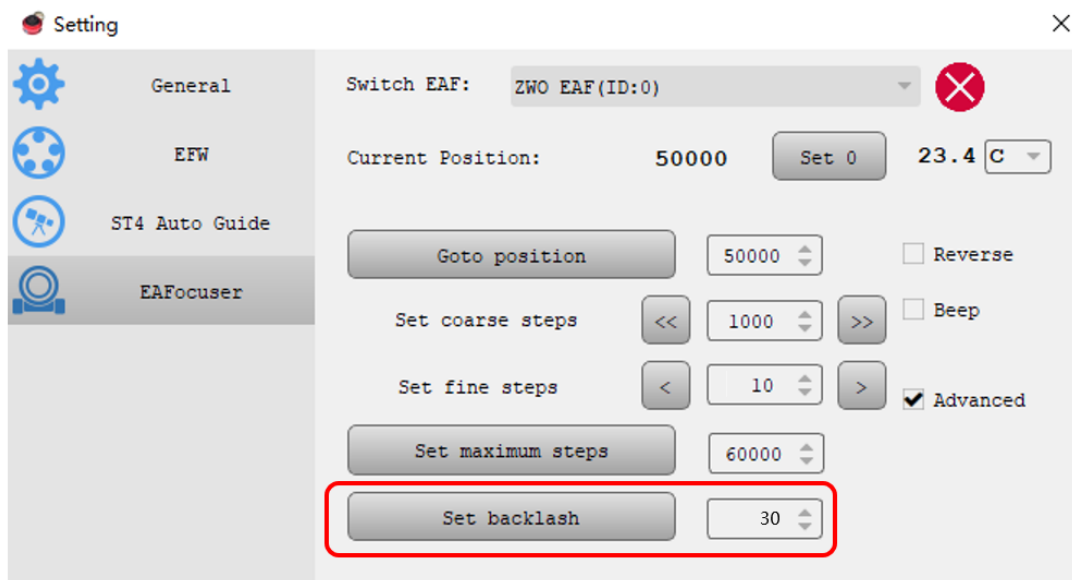 Setting
General
EFW
ST4 Auto Guide
EAFocuser
Switch EAF: ZWO EAF(ID:0)
Current Position: 50000 Set 0 23.4 C
Goto position 50000 Reverse
Set coarse steps << 1000 >> Beep
Set fine steps < 10 > Advanced
Set maximum steps 60000
Set backlash 30